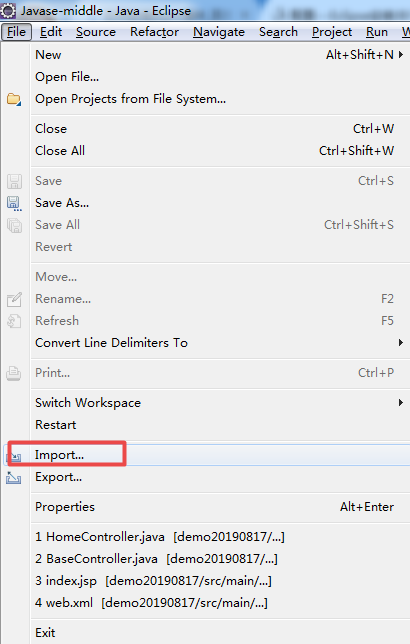 Javase-middle - Java - Eclipse
File Edit Source Refactor Navigate Search Project Run W
New Alt+Shift+N
Open File...
Open Projects from File System...
Close Ctrl+W
Close All Ctrl+Shift+W
Save Ctrl+S
Save As...
Save All Ctrl+Shift+S
Revert
Move...
Rename... F2
Refresh F5
Convert Line Delimiters To
Print... Ctrl+P
Switch Workspace
Restart
Import...
Export...
Properties Alt+Enter
1 HomeController.java [demo20190817/...]
2 BaseController.java [demo20190817/...]
3 index.jsp [demo20190817/src/main/...]
4 web.xml [demo20190817/src/main/...]
Exit